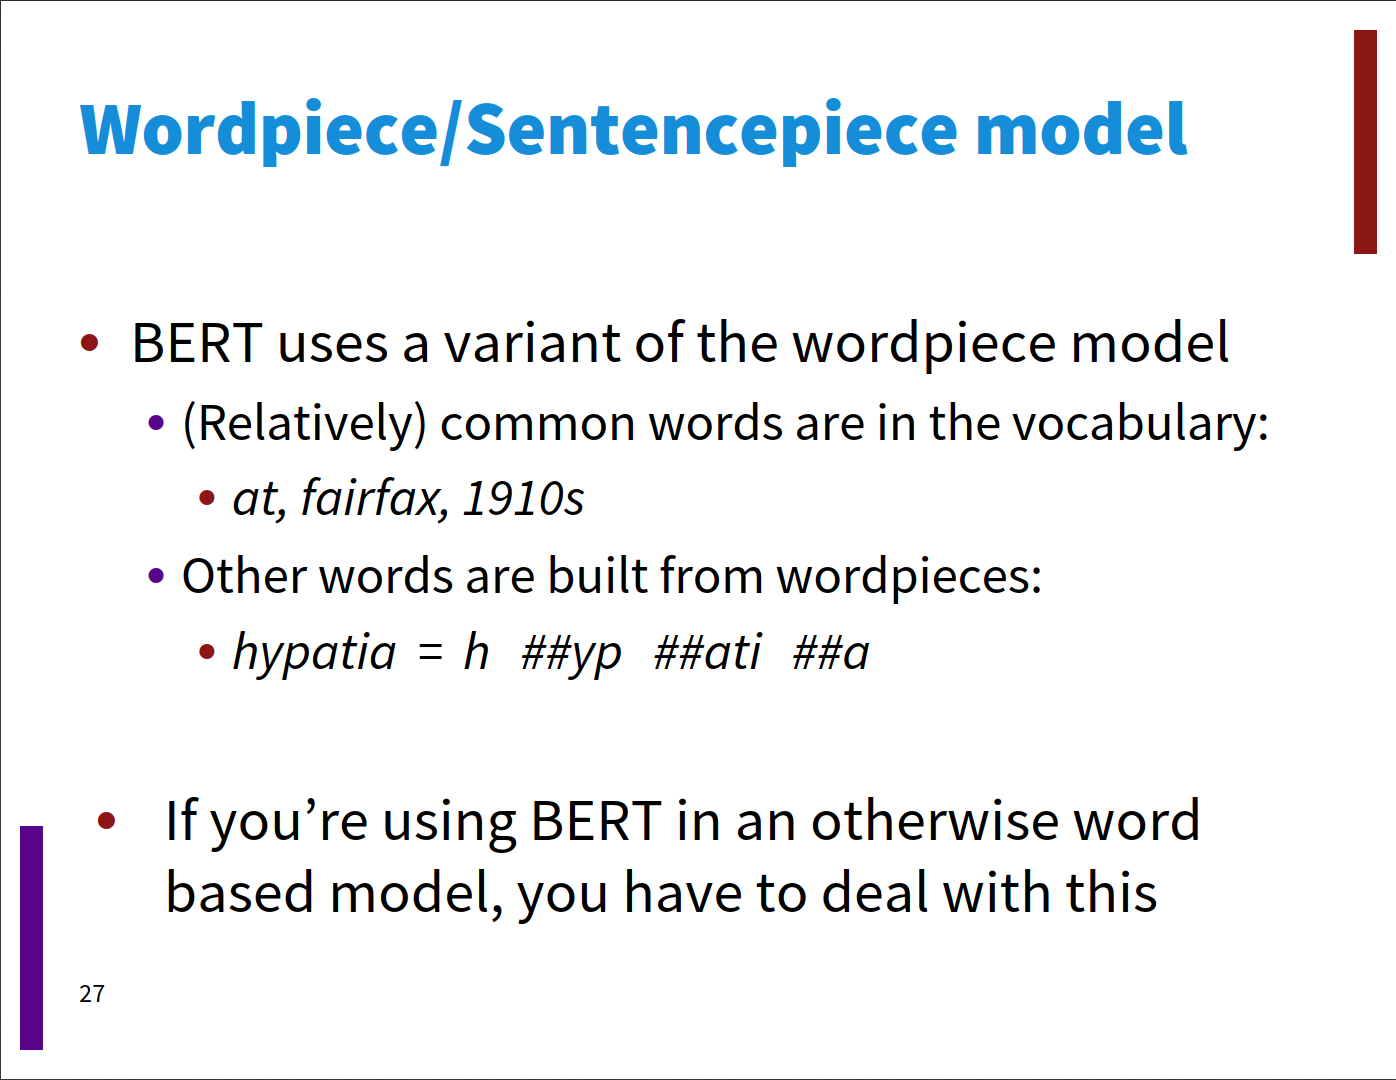 Wordpiece/Sentencepiece model
• BERT uses a variant of the wordpiece model
• (Relatively) common words are in the vocabulary:
• at, fairfax, 1910s
• Other words are built from wordpieces:
• hypatia = h ##yp ##ati ##a
• If you’re using BERT in an otherwise word
based model, you have to deal with this
27